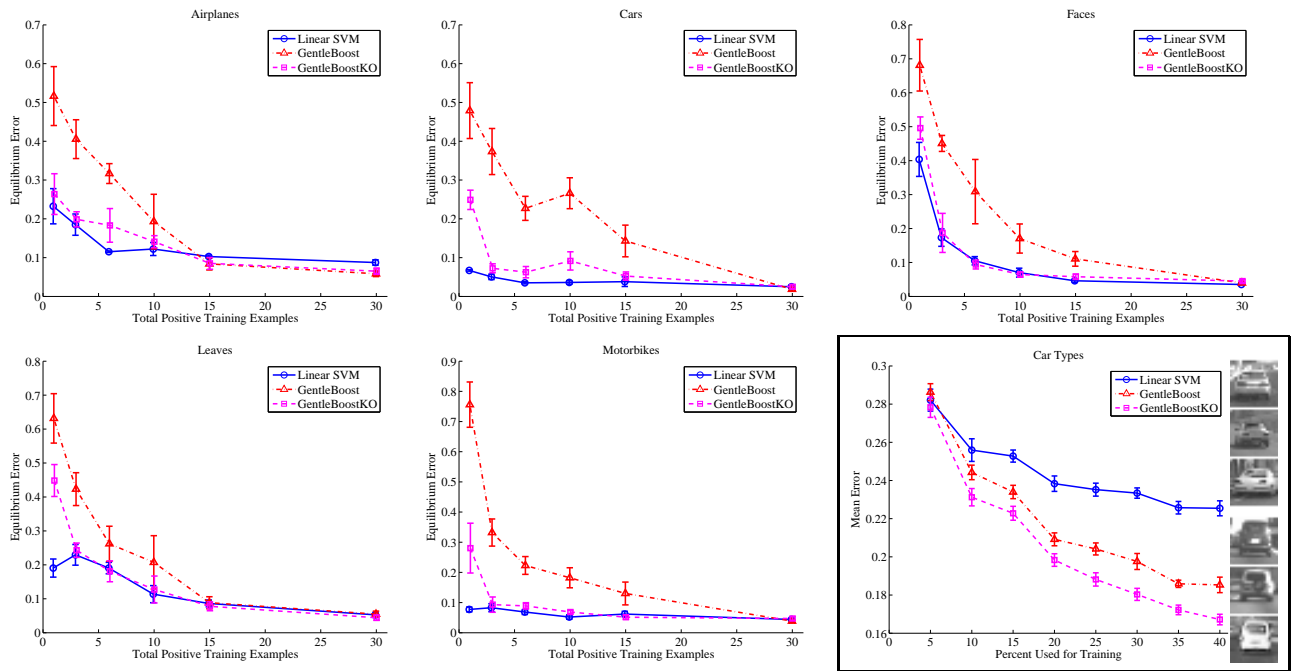 Airplanes
0.7
0.6
0.5
0.4
0.3
0.2
0.1
0
Equilibrium Error
Linear SVM
GentleBoost
GentleBoostKO
0 5 10 15 20 25 30
Total Positive Training Examples
Cars
0.7
0.6
0.5
0.4
0.3
0.2
0.1
0
Equilibrium Error
Linear SVM
GentleBoost
GentleBoostKO
0 5 10 15 20 25 30
Total Positive Training Examples
Faces
0.8
0.7
0.6
0.5
0.4
0.3
0.2
0.1
0
Equilibrium Error
Linear SVM
GentleBoost
GentleBoostKO
0 5 10 15 20 25 30
Total Positive Training Examples
Leaves
0.8
0.7
0.6
0.5
0.4
0.3
0.2
0.1
0
Equilibrium Error
Linear SVM
GentleBoost
GentleBoostKO
0 5 10 15 20 25 30
Total Positive Training Examples
Motorbikes
0.9
0.8
0.7
0.6
0.5
0.4
0.3
0.2
0.1
0
Equilibrium Error
Linear SVM
GentleBoost
GentleBoostKO
0 5 10 15 20 25 30
Total Positive Training Examples
Car Types
0.3
0.28
0.26
0.24
0.22
0.2
0.18
0.16
Mean Error
Linear SVM
GentleBoost
GentleBoostKO
5 10 15 20 25 30 35 40
Percent Used for Training